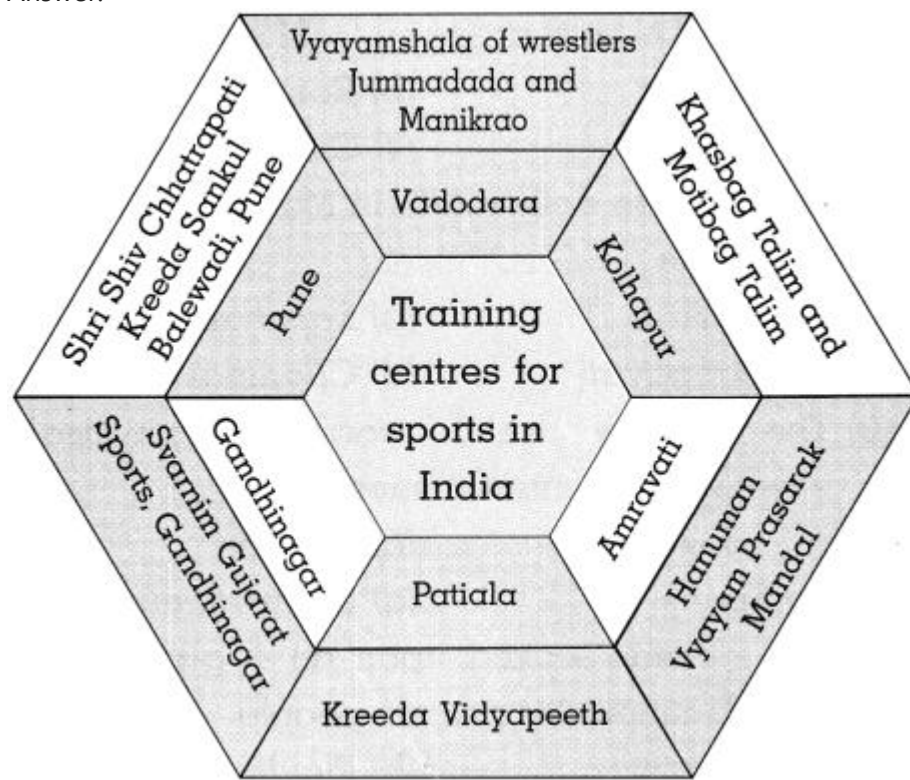 Answer:
Vyayamshala of wrestlers
Jummadada and
Manikrao
Vadodara
Khasbag Talim and
Motibag Talim
Kolhapur
Hanuman
Vyayam Prasarak
Mandal
Amravati
Kreeda Vidyapeeth
Patiala
Svarnim Gujarat
Sports, Gandhinagar
Gandhinagar
Shri Shiv Chhatrapati
Kreeda Sankul
Balewadi, Pune
Pune
Training
centres for
sports in
India